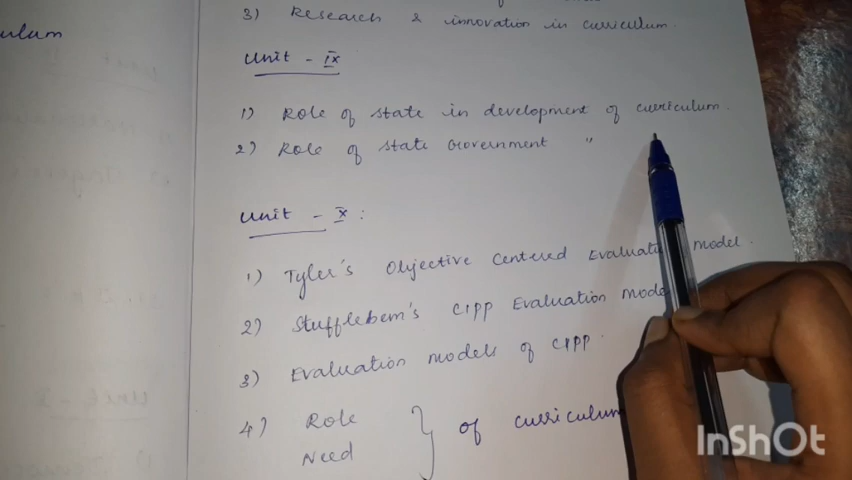 culum
3) Research & innovation in curriculum.
Unit - IX
1) Role of state in development of curriculum.
2) Role of state Government "
Unit - X :
1) Tyler's Objective Centered Evaluation model.
2) Stufflebem's CIPP Evaluation mode
3) Evaluation models of CIPP.
4) Role
Need } of curriculum
InShOt